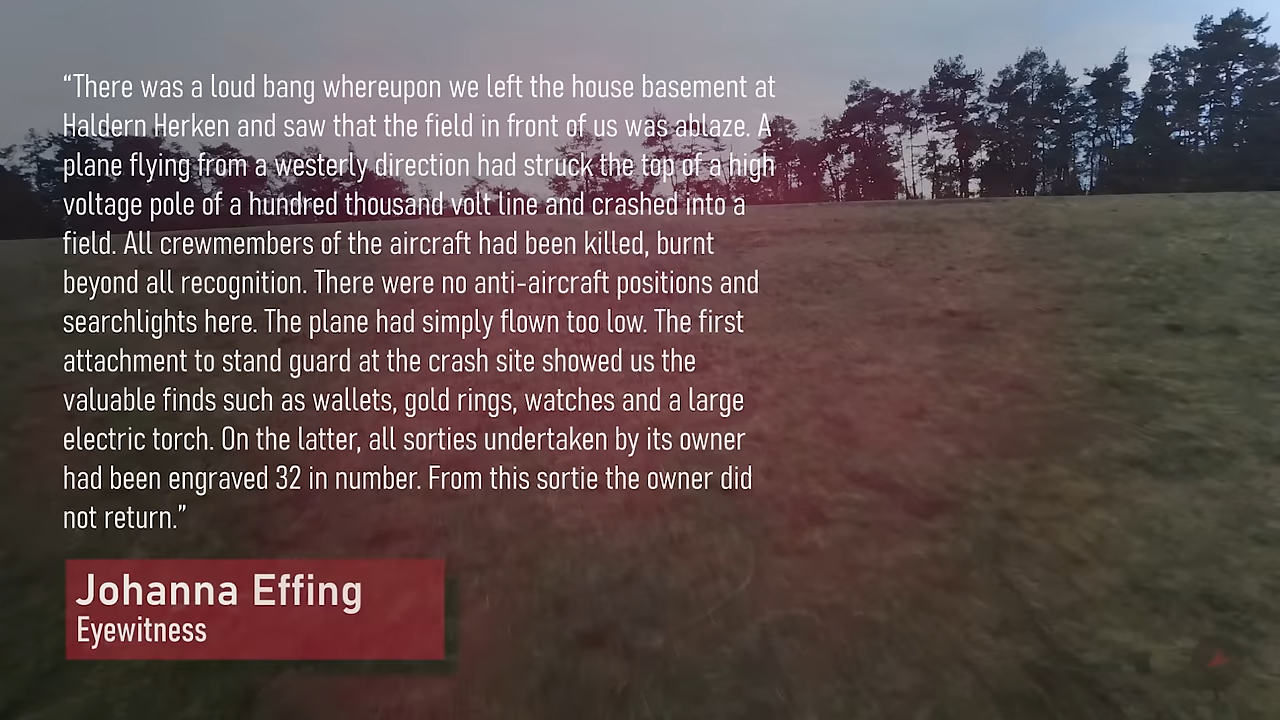 “There was a loud bang whereupon we left the house basement at
Haldern Herken and saw that the field in front of us was ablaze. A
plane flying from a westerly direction had struck the top of a high
voltage pole of a hundred thousand volt line and crashed into a
field. All crewmembers of the aircraft had been killed, burnt
beyond all recognition. There were no anti-aircraft positions and
searchlights here. The plane had simply flown too low. The first
attachment to stand guard at the crash site showed us the
valuable finds such as wallets, gold rings, watches and a large
electric torch. On the latter, all sorties undertaken by its owner
had been engraved 32 in number. From this sortie the owner did
not return.”
Johanna Effing
Eyewitness